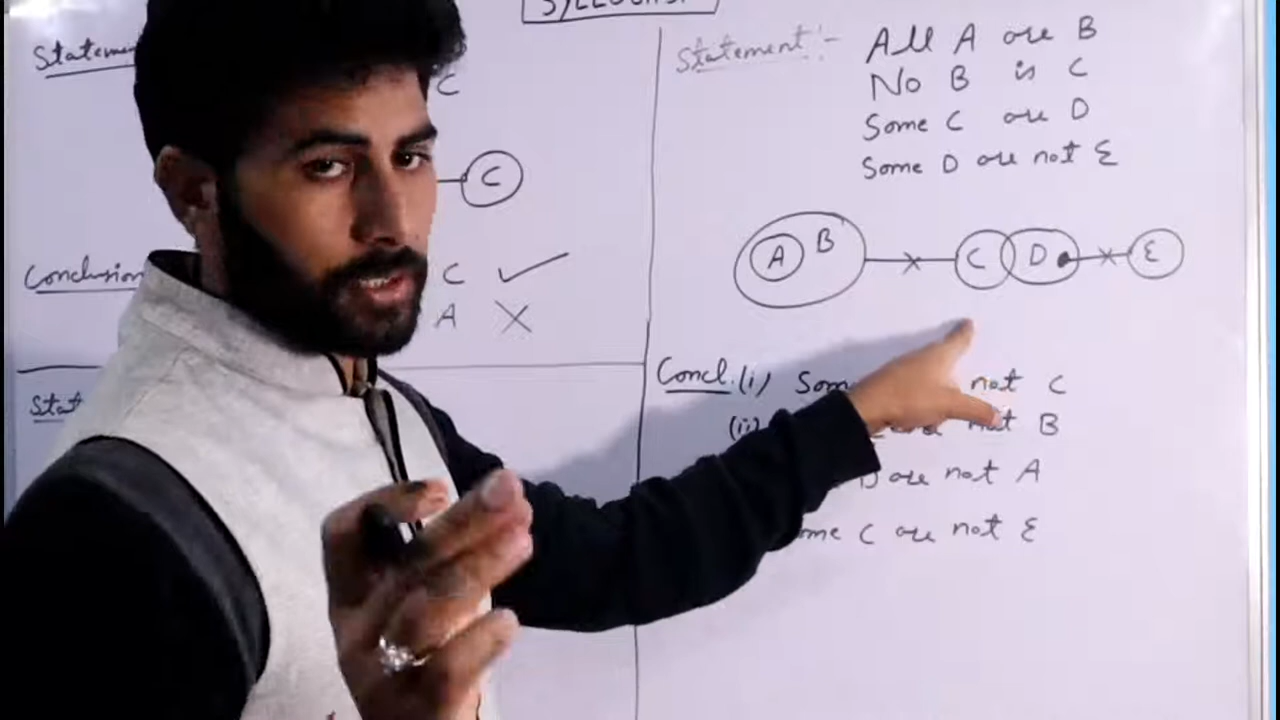 SYLLOGISM
Statement
C
C
Conclusion
C ✓
A X
Stat
Statement:- All A are B
No B is C
Some C are D
Some D are not E
A B C D E
Concl. (i) Som not C
(ii) not B
D are not A
ome C are not E